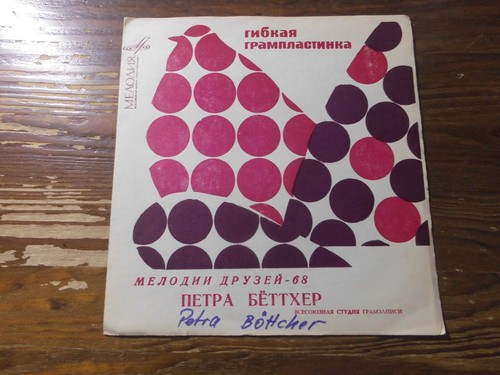 гибкая
грампластинка
МЕЛОДИЯ
МЕЛОДИИ ДРУЗЕЙ-68
ПЕТРА БЁТТХЕР
ВСЕСОЮЗНАЯ СТУДИЯ ГРАМЗАПИСИ
Petra Böttcher